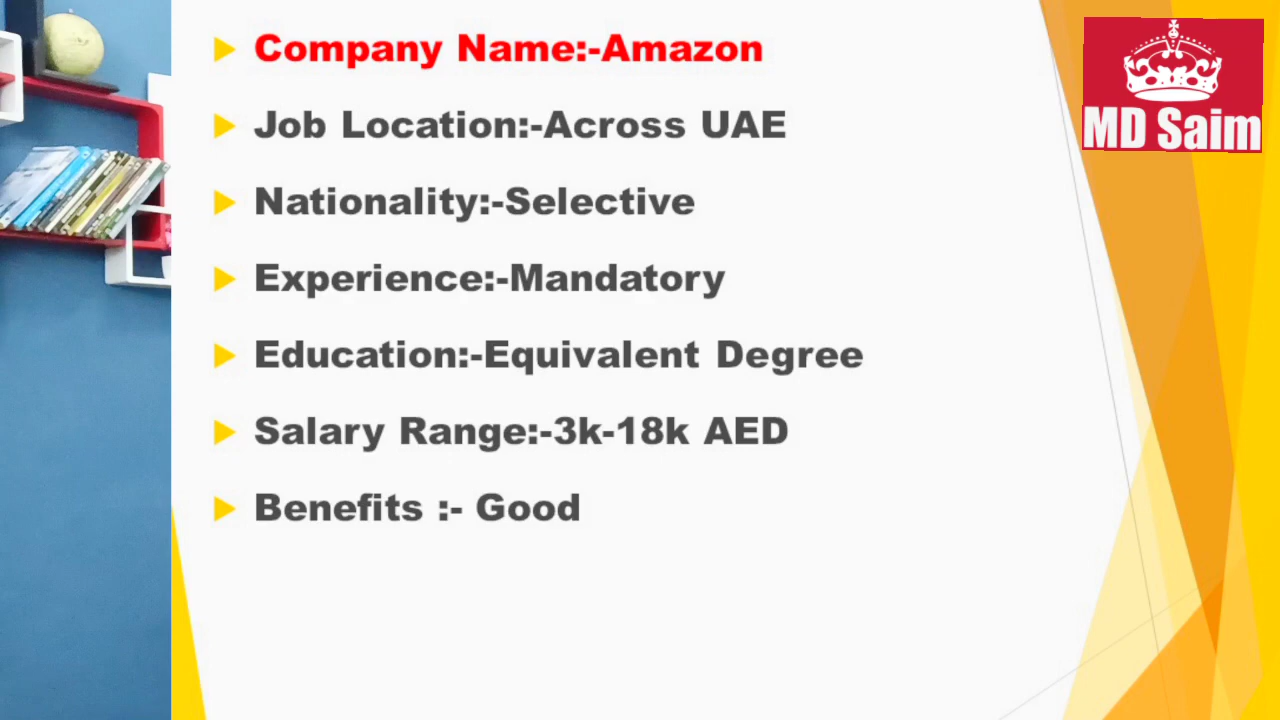 Company Name:-Amazon
MD Saim
Job Location:-Across UAE
Nationality:-Selective
Experience:-Mandatory
Education:-Equivalent Degree
Salary Range:-3k-18k AED
Benefits :- Good